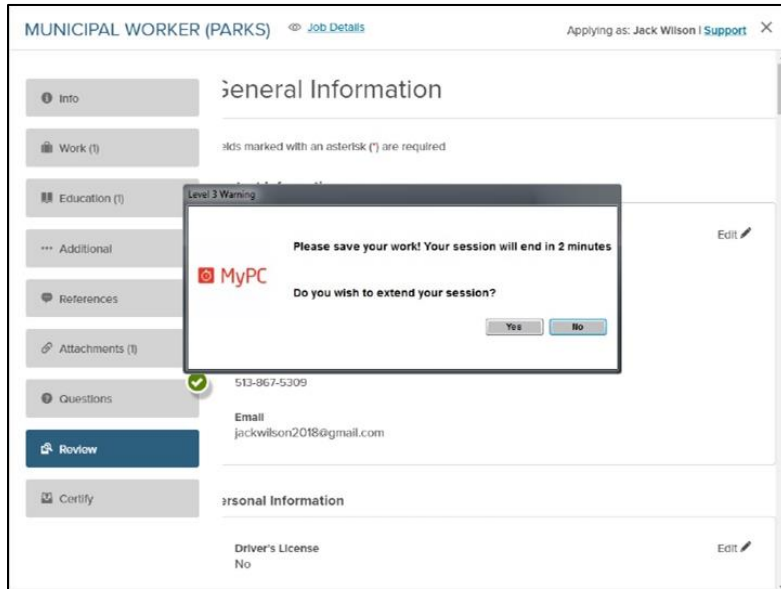 MUNICIPAL WORKER (PARKS) Job Details Applying as: Jack Wilson | Support
Info
Work (1)
Education (1)
Additional
References
Attachments (1)
Questions
Review
Certify
eneral Information
elds marked with an asterisk (*) are required
Level 3 Warning
Please save your work! Your session will end in 2 minutes
MyPC
Do you wish to extend your session?
Yes No
Edit
513-867-5309
Email
jackwilson2018@gmail.com
ersonal Information
Driver's License Edit
No